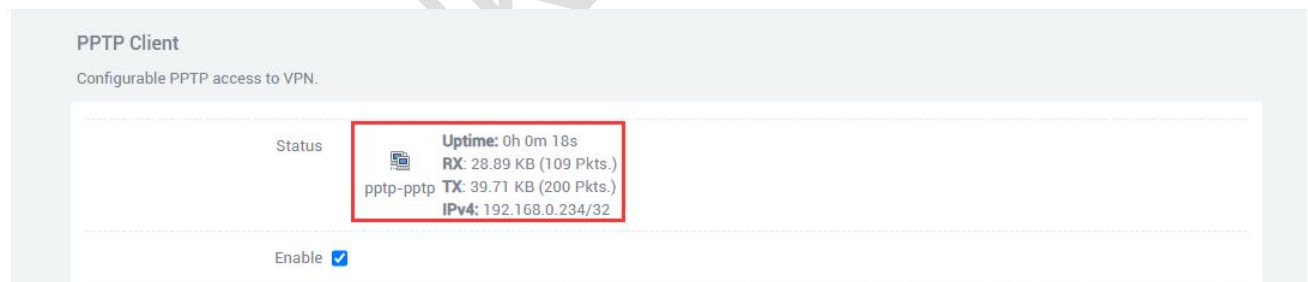 PPTP Client
Configurable PPTP access to VPN.
Status
Uptime: 0h 0m 18s
RX: 28.89 KB (109 Pkts.)
pptp-pptp TX: 39.71 KB (200 Pkts.)
IPv4: 192.168.0.234/32
Enable